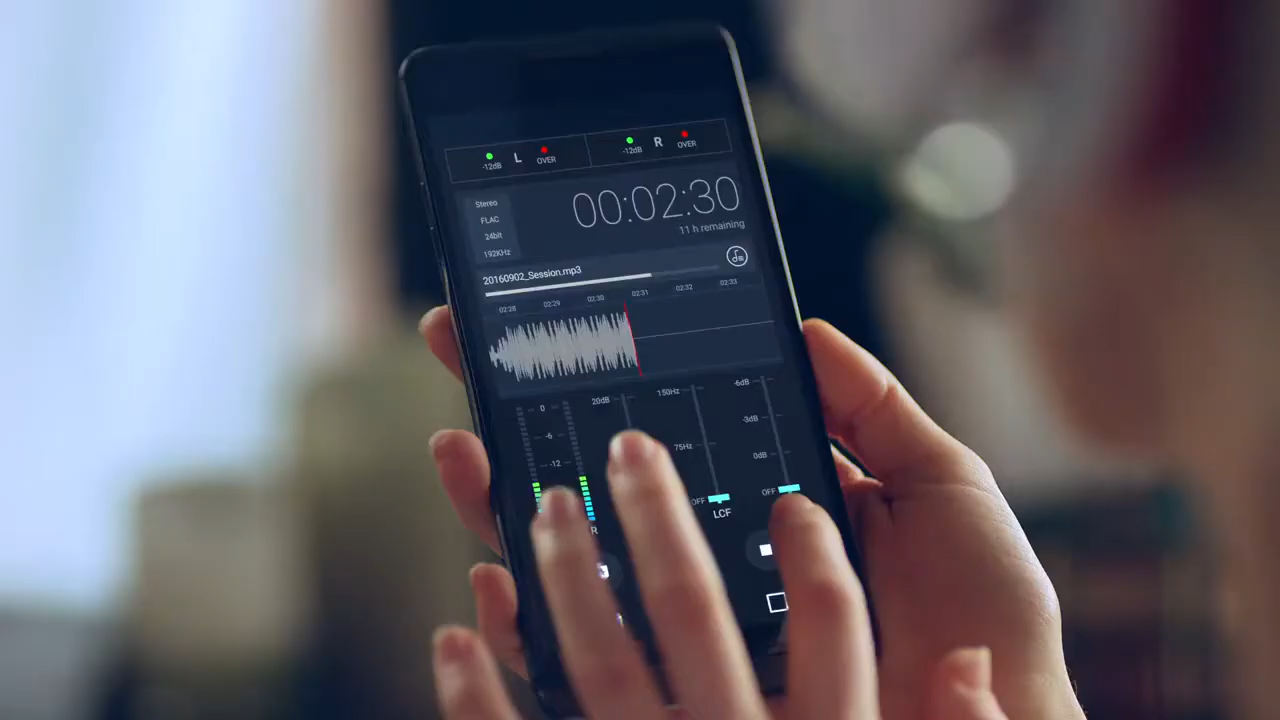 -12dB L OVER -12dB R OVER
Stereo
FLAC
24bit
192KHz
00:02:30
11 h remaining
20160902_Session.mp3
02:28 02:29 02:30 02:31 02:32 02:33
0
-6
-12
R
20dB
150Hz
75Hz
OFF
LCF
-6dB
-3dB
0dB
OFF